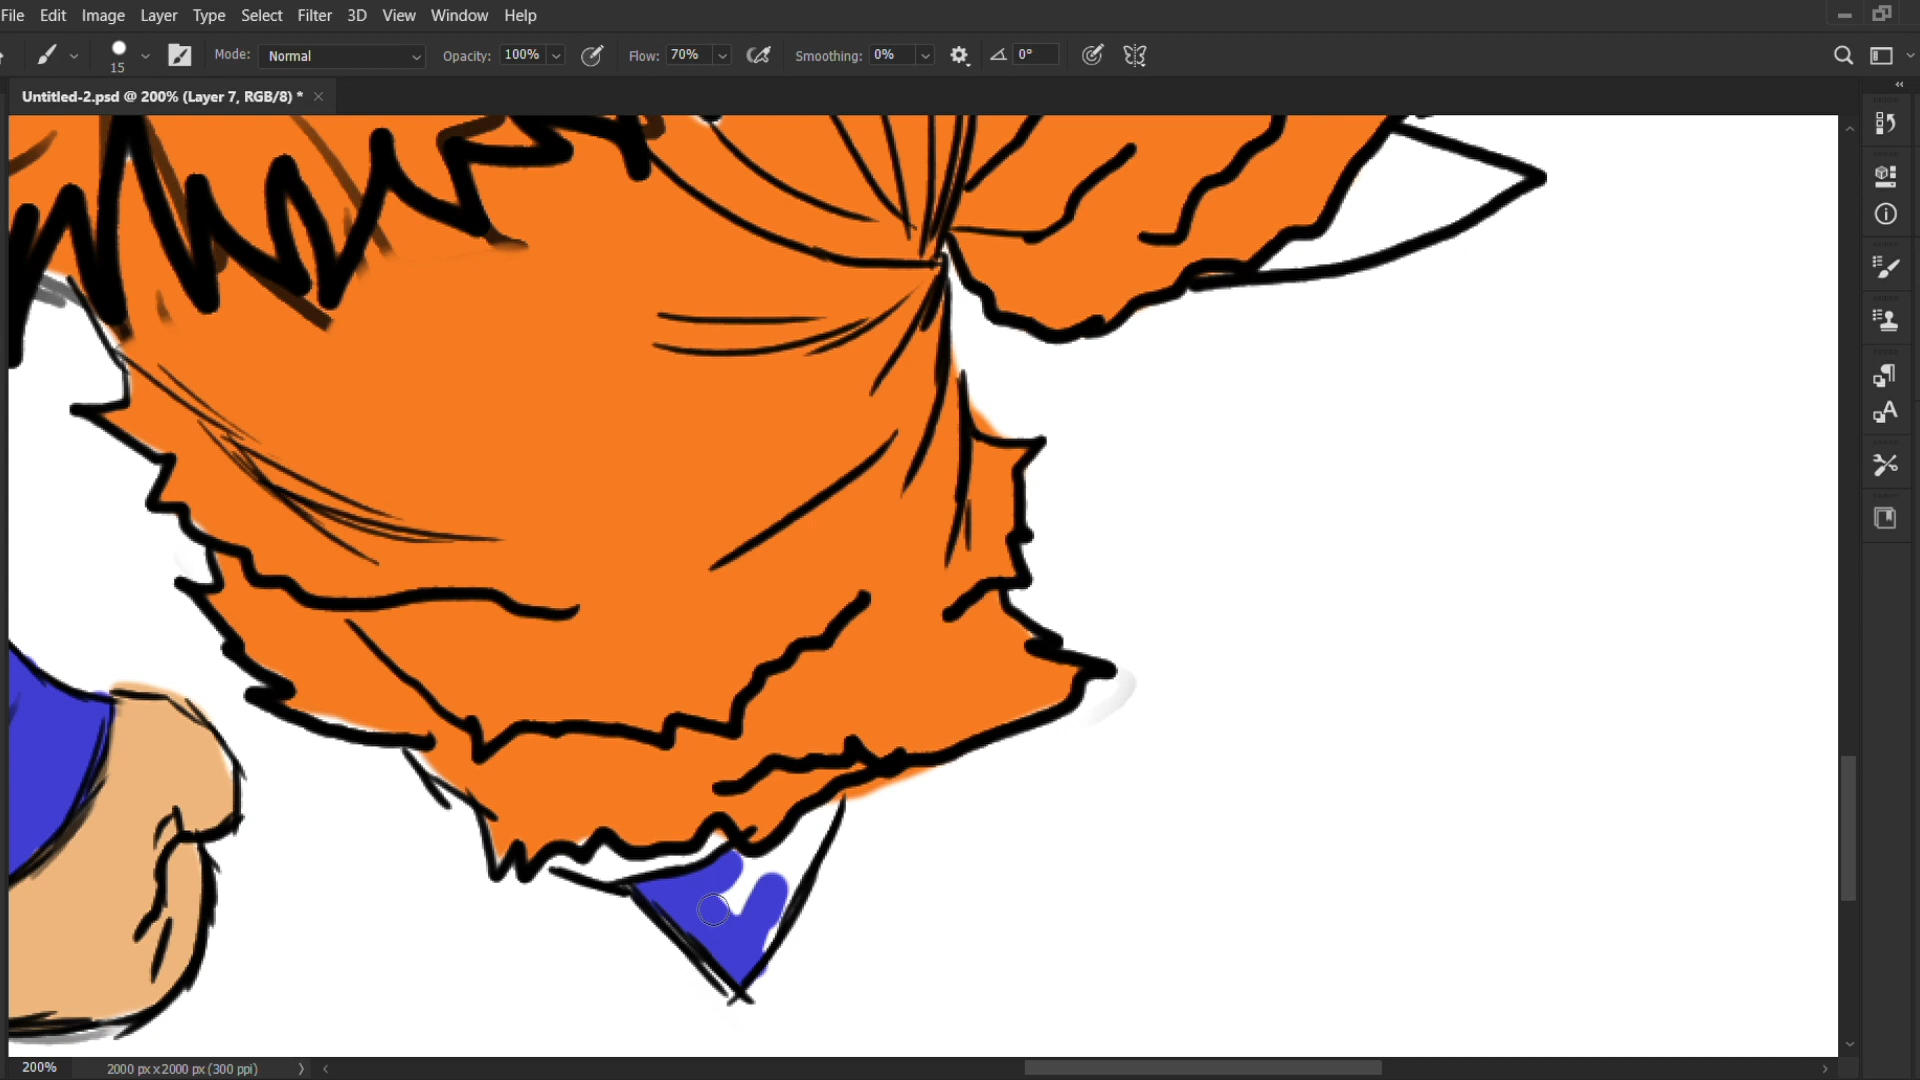 File Edit Image Layer Type Select Filter 3D View Window Help
15 Mode: Normal Opacity: 100% Flow: 70% Smoothing: 0% 0°
Untitled-2.psd @ 200% (Layer 7, RGB/8) *
200% 2000 px x 2000 px (300 ppi)